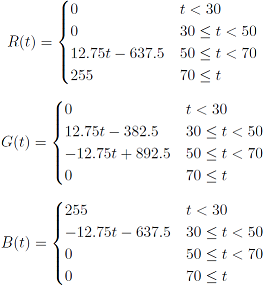 R(t) = { 0 t < 30
0 30 ≤ t < 50
12.75t − 637.5 50 ≤ t < 70
255 70 ≤ t
G(t) = { 0 t < 30
12.75t − 382.5 30 ≤ t < 50
−12.75t + 892.5 50 ≤ t < 70
0 70 ≤ t
B(t) = { 255 t < 30
−12.75t − 637.5 30 ≤ t < 50
0 50 ≤ t < 70
0 70 ≤ t